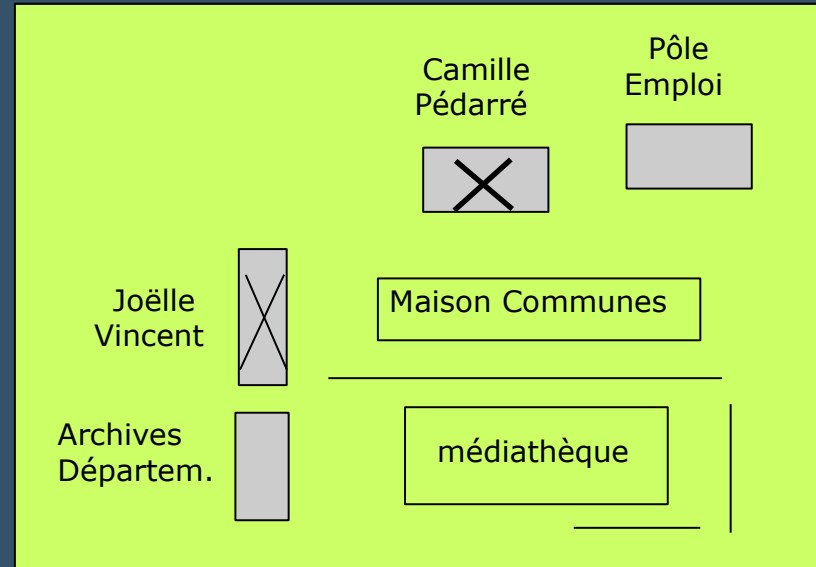 Pôle
Emploi
Camille
Pédarré
Joëlle
Vincent
Maison Communes
Archives
Départem.
médiathèque